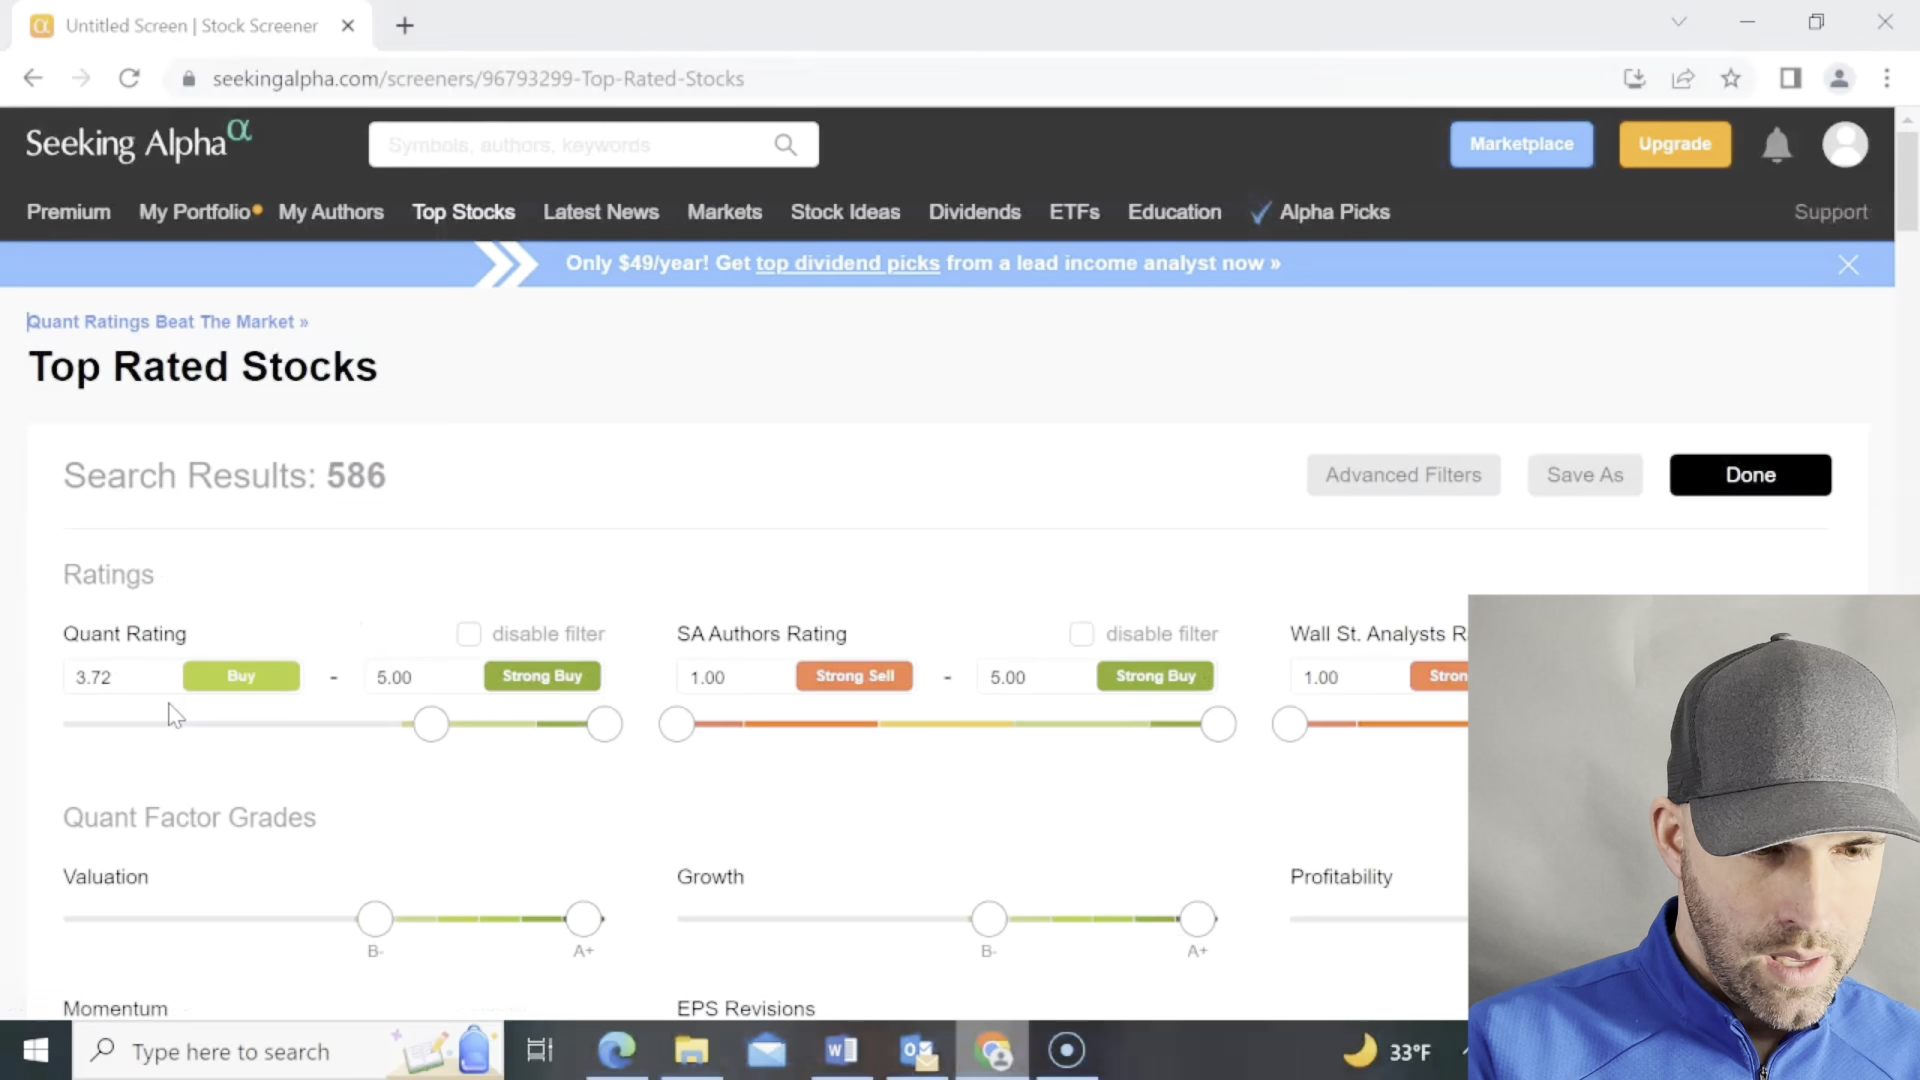 Untitled Screen | Stock Screener
seekingalpha.com/screeners/96793299-Top-Rated-Stocks
Seeking Alpha α
Symbols, authors, keywords
Marketplace
Upgrade
Premium My Portfolio My Authors Top Stocks Latest News Markets Stock Ideas Dividends ETFs Education Alpha Picks Support
Only $49/year! Get top dividend picks from a lead income analyst now »
Quant Ratings Beat The Market »
Top Rated Stocks
Search Results: 586
Advanced Filters
Save As
Done
Ratings
Quant Rating disable filter SA Authors Rating disable filter Wall St. Analysts
3.72 Buy - 5.00 Strong Buy 1.00 Strong Sell - 5.00 Strong Buy 1.00
Quant Factor Grades
Valuation Growth Profitability
B- A+ B- A+
Momentum EPS Revisions
Type here to search
33°F